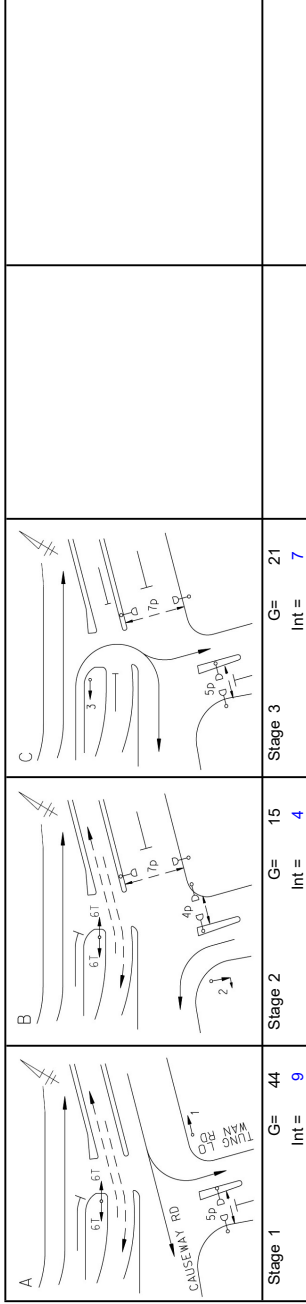 A
6T
6T
CAUSEWAY RD
1
TUNG LO
WAN RD
5p
Stage 1 G= 44
Int = 9
B
6T
6T
17p
4p
2
Stage 2 G= 15
Int = 4
C
3
17p
5p
Stage 3 G= 21
Int = 7